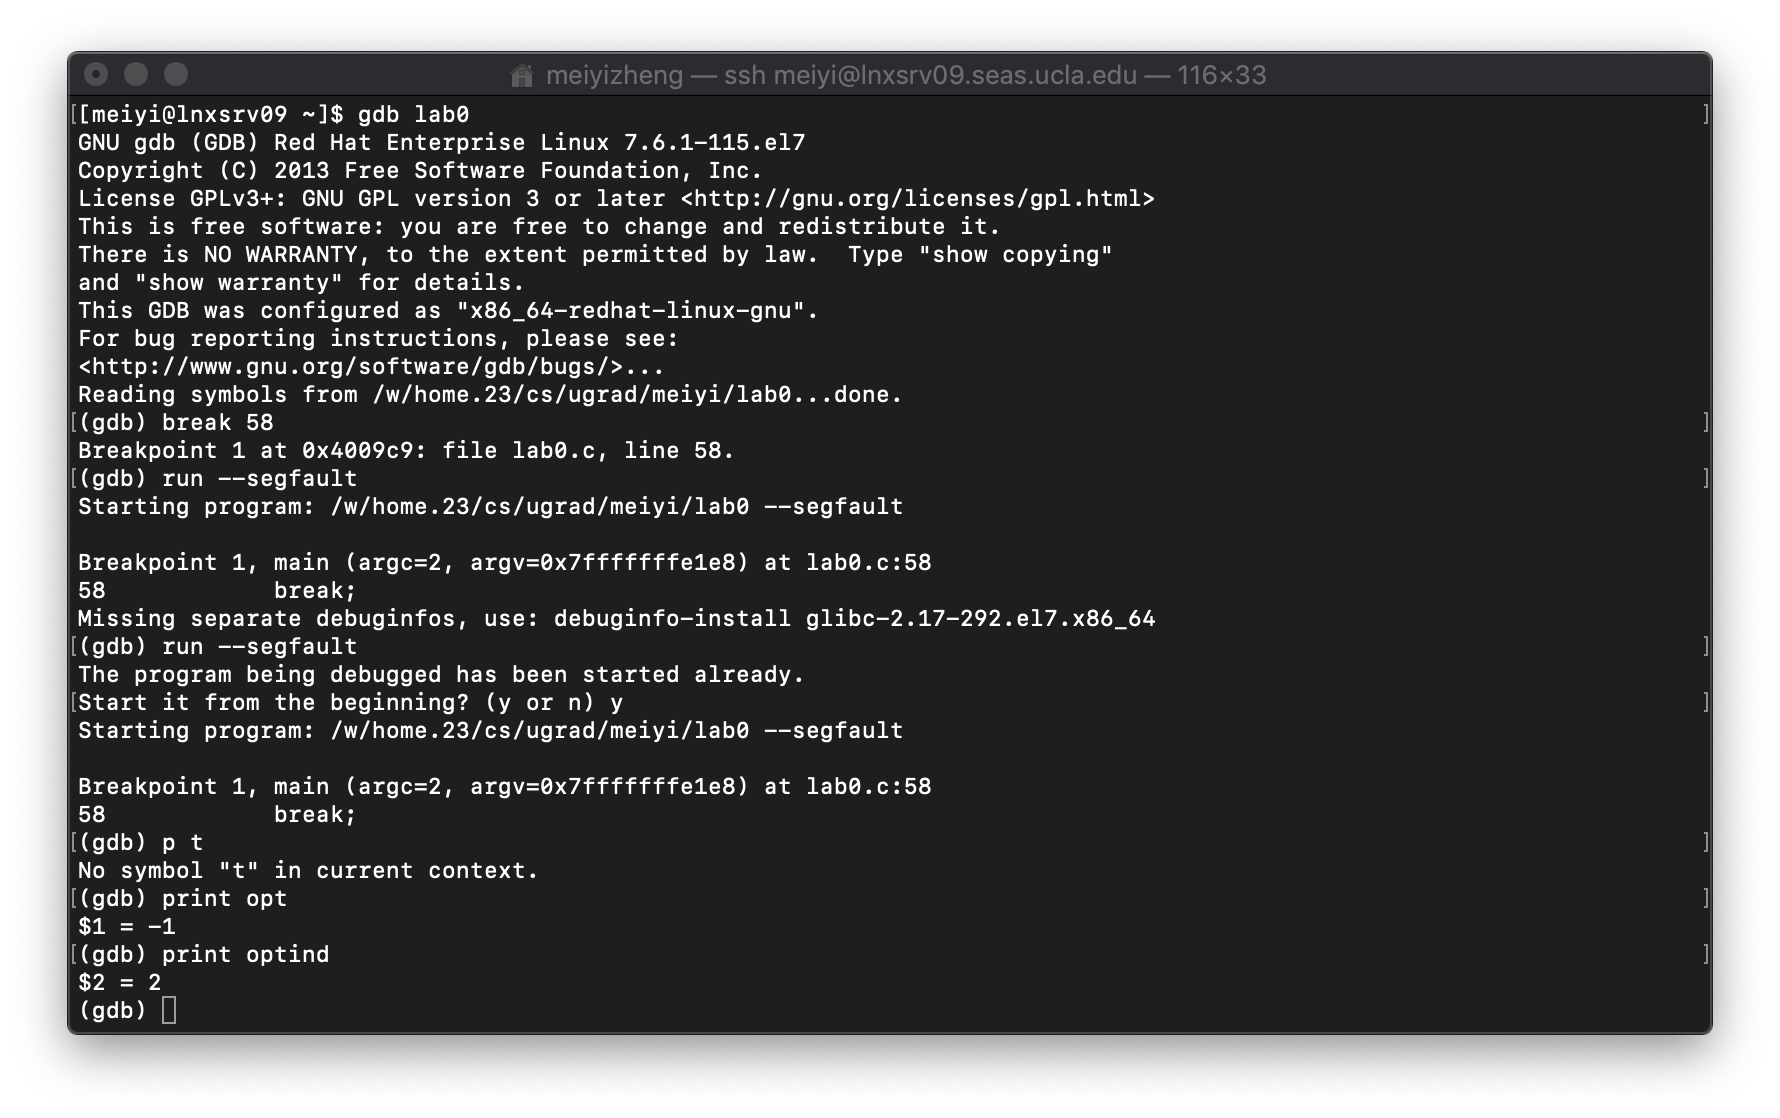 meiyizheng — ssh meiyi@lnxsrv09.seas.ucla.edu — 116×33
[[meiyi@lnxsrv09 ~]$ gdb lab0 ]
GNU gdb (GDB) Red Hat Enterprise Linux 7.6.1-115.el7
Copyright (C) 2013 Free Software Foundation, Inc.
License GPLv3+: GNU GPL version 3 or later <http://gnu.org/licenses/gpl.html>
This is free software: you are free to change and redistribute it.
There is NO WARRANTY, to the extent permitted by law.  Type "show copying"
and "show warranty" for details.
This GDB was configured as "x86_64-redhat-linux-gnu".
For bug reporting instructions, please see:
<http://www.gnu.org/software/gdb/bugs/>...
Reading symbols from /w/home.23/cs/ugrad/meiyi/lab0...done.
[(gdb) break 58 ]
Breakpoint 1 at 0x4009c9: file lab0.c, line 58.
[(gdb) run --segfault ]
Starting program: /w/home.23/cs/ugrad/meiyi/lab0 --segfault

Breakpoint 1, main (argc=2, argv=0x7fffffffe1e8) at lab0.c:58
58            break;
Missing separate debuginfos, use: debuginfo-install glibc-2.17-292.el7.x86_64
[(gdb) run --segfault ]
The program being debugged has been started already.
[Start it from the beginning? (y or n) y ]
Starting program: /w/home.23/cs/ugrad/meiyi/lab0 --segfault

Breakpoint 1, main (argc=2, argv=0x7fffffffe1e8) at lab0.c:58
58            break;
[(gdb) p t ]
No symbol "t" in current context.
[(gdb) print opt ]
$1 = -1
[(gdb) print optind ]
$2 = 2
(gdb)